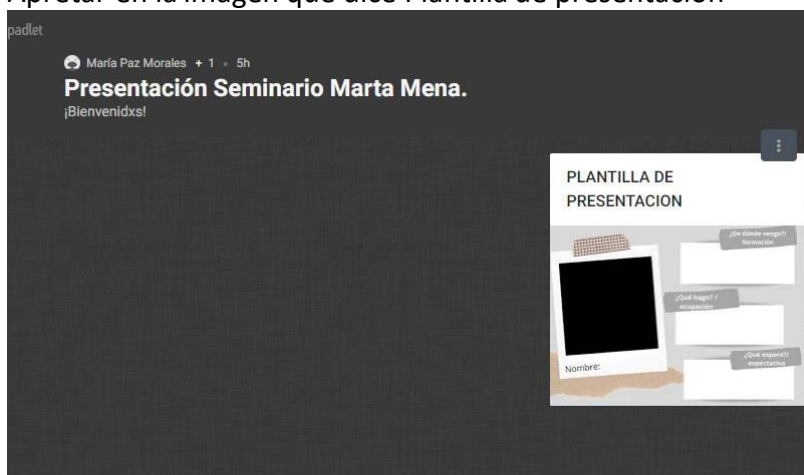 Apretar en la imagen que dice Plantilla de presentación
padlet
María Paz Morales + 1 • 5h
Presentación Seminario Marta Mena.
¡Bienvenidxs!
PLANTILLA DE
PRESENTACION
¿De dónde vengo?/
formación
¿Qué hago? /
ocupación
¿Qué espero?/
expectativa
Nombre: